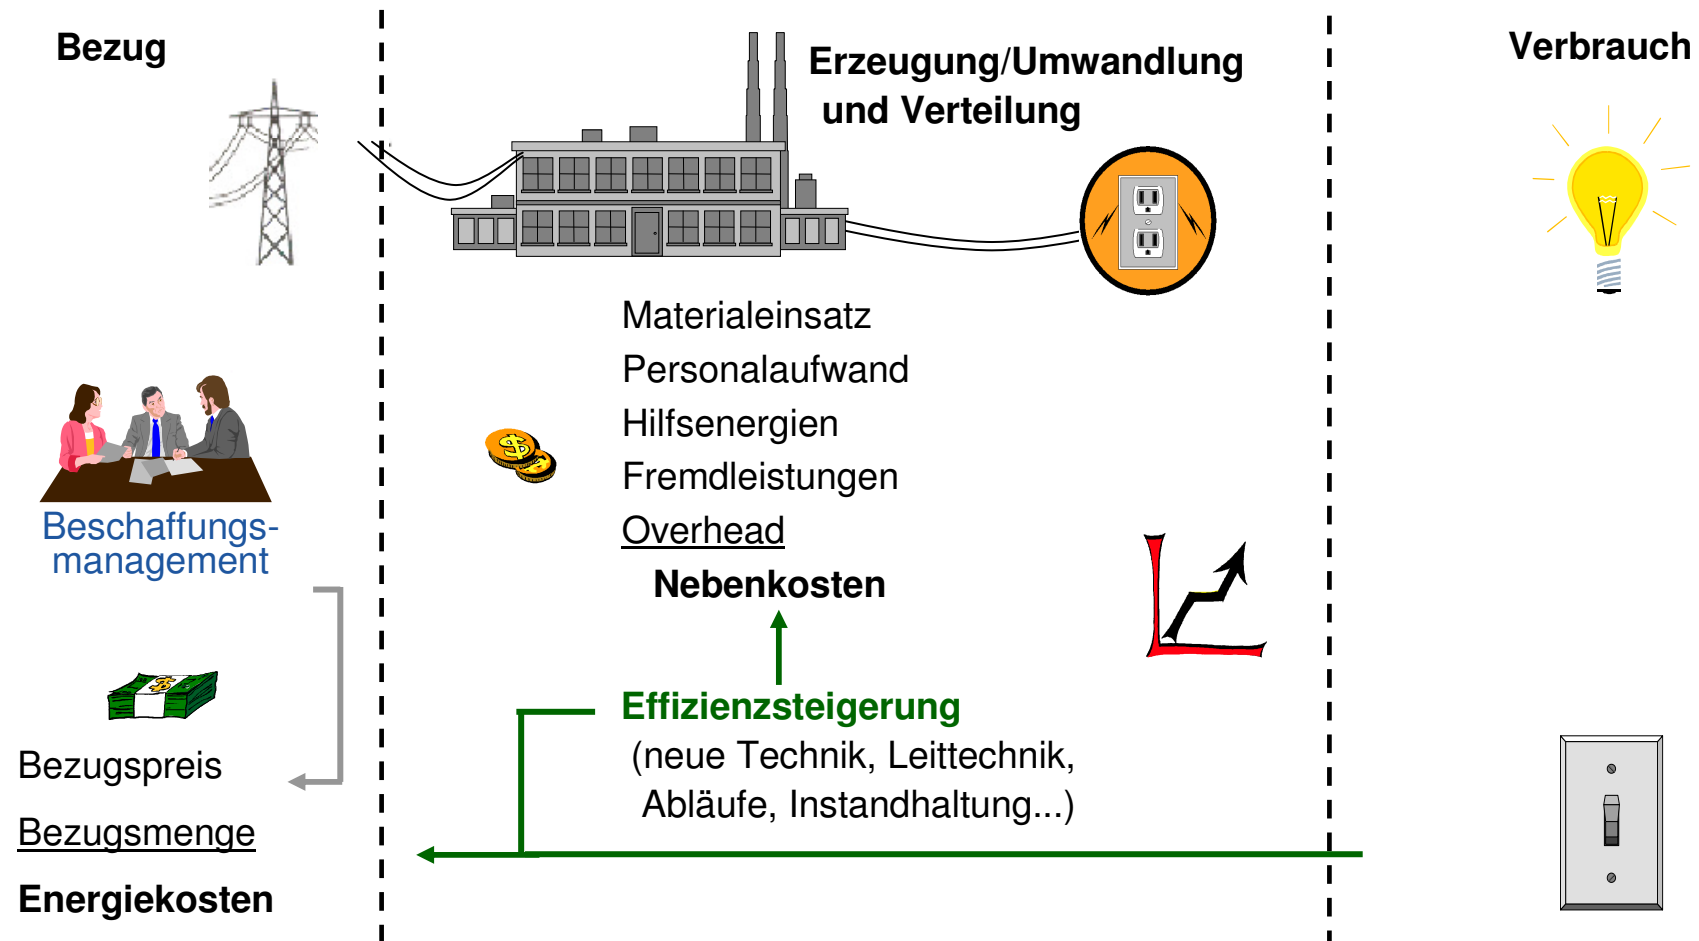 Bezug
Erzeugung/Umwandlung
und Verteilung
Verbrauch
Materialeinsatz
Personalaufwand
Hilfsenergien
Fremdleistungen
Overhead
Nebenkosten
Beschaffungs-
management
Effizienzsteigerung
(neue Technik, Leittechnik,
Abläufe, Instandhaltung...)
Bezugspreis
Bezugsmenge
Energiekosten